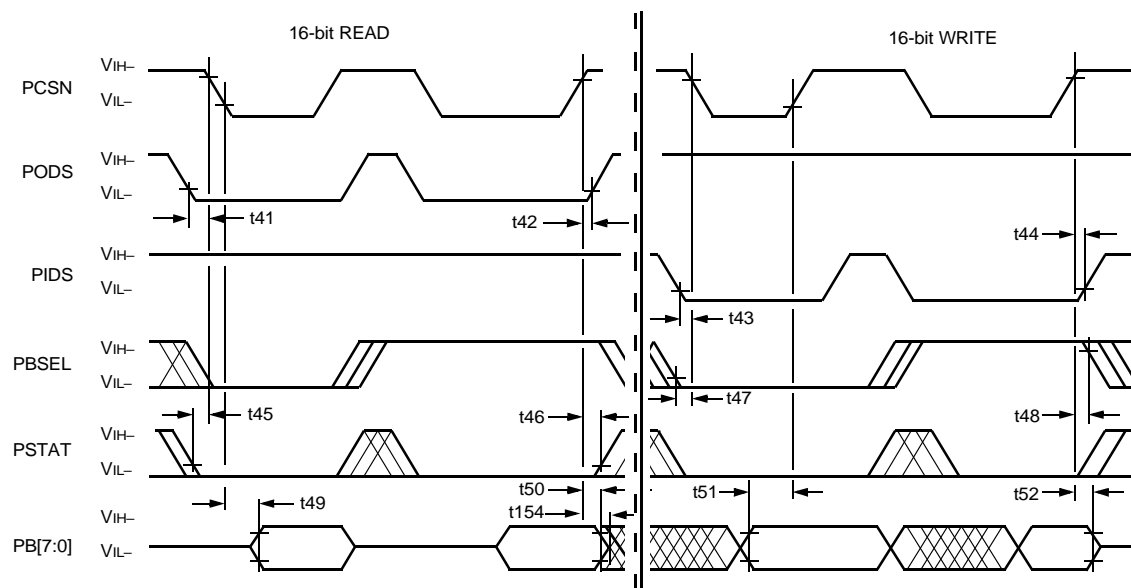 16-bit READ
16-bit WRITE
PCSN
VIH–
VIL–
PODS
VIH–
VIL–
t41
t42
t44
PIDS
VIH–
VIL–
t43
PBSEL
VIH–
VIL–
t45
t46
t47
t48
PSTAT
VIH–
VIL–
t49
t50
t154
t51
t52
PB[7:0]
VIH–
VIL–